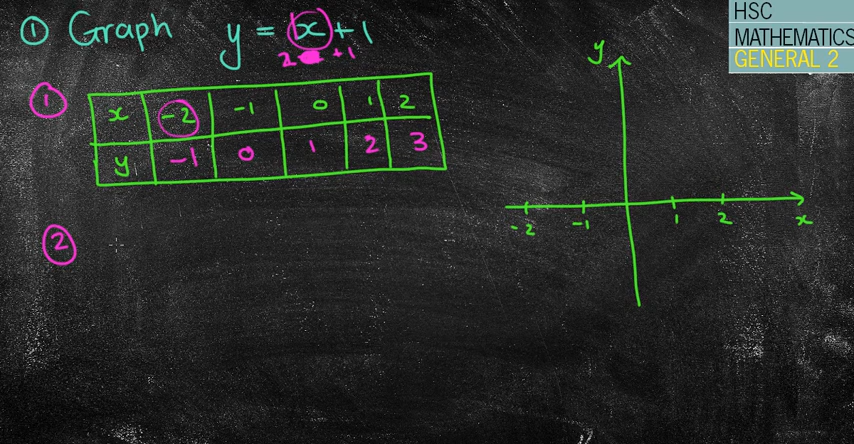 ① Graph y = x + 1
2 + 1
①
x -2 -1 0 1 2
y -1 0 1 2 3
②
y
-2 -1 1 2 x
HSC
MATHEMATICS
GENERAL 2